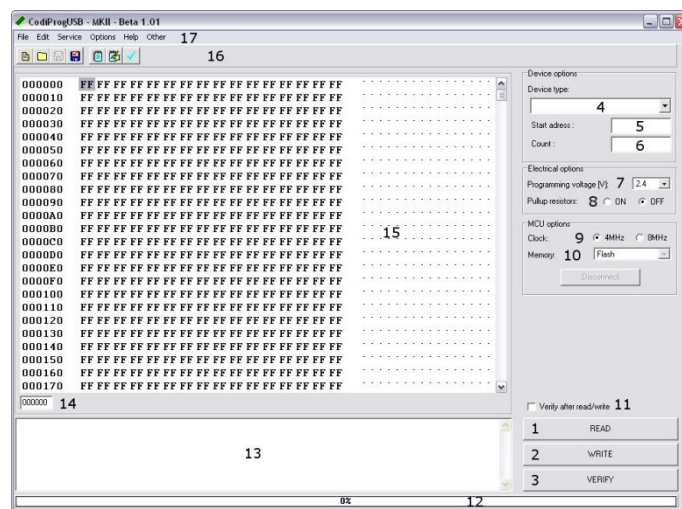 CodiProgUSB - MKII - Beta 1.01
File Edit Service Options Help Other 17
16
000000 FF FF FF FF FF FF FF FF FF FF FF FF FF FF FF FF
000010 FF FF FF FF FF FF FF FF FF FF FF FF FF FF FF FF
000020 FF FF FF FF FF FF FF FF FF FF FF FF FF FF FF FF
000030 FF FF FF FF FF FF FF FF FF FF FF FF FF FF FF FF
000040 FF FF FF FF FF FF FF FF FF FF FF FF FF FF FF FF
000050 FF FF FF FF FF FF FF FF FF FF FF FF FF FF FF FF
000060 FF FF FF FF FF FF FF FF FF FF FF FF FF FF FF FF
000070 FF FF FF FF FF FF FF FF FF FF FF FF FF FF FF FF
000080 FF FF FF FF FF FF FF FF FF FF FF FF FF FF FF FF
000090 FF FF FF FF FF FF FF FF FF FF FF FF FF FF FF FF
0000A0 FF FF FF FF FF FF FF FF FF FF FF FF FF FF FF FF
0000B0 FF FF FF FF FF FF FF FF FF FF FF FF FF FF FF FF 15
0000C0 FF FF FF FF FF FF FF FF FF FF FF FF FF FF FF FF
0000D0 FF FF FF FF FF FF FF FF FF FF FF FF FF FF FF FF
0000E0 FF FF FF FF FF FF FF FF FF FF FF FF FF FF FF FF
0000F0 FF FF FF FF FF FF FF FF FF FF FF FF FF FF FF FF
000100 FF FF FF FF FF FF FF FF FF FF FF FF FF FF FF FF
000110 FF FF FF FF FF FF FF FF FF FF FF FF FF FF FF FF
000120 FF FF FF FF FF FF FF FF FF FF FF FF FF FF FF FF
000130 FF FF FF FF FF FF FF FF FF FF FF FF FF FF FF FF
000140 FF FF FF FF FF FF FF FF FF FF FF FF FF FF FF FF
000150 FF FF FF FF FF FF FF FF FF FF FF FF FF FF FF FF
000160 FF FF FF FF FF FF FF FF FF FF FF FF FF FF FF FF
000170 FF FF FF FF FF FF FF FF FF FF FF FF FF FF FF FF
000000 14
13
0% 12
Device options
Device type:
4
Start adress : 5
Count : 6
Electrical options
Programming voltage [V]: 7 2.4
Pullup resistors: 8 ON OFF
MCU options
Clock: 9 4MHz 8MHz
Memory: 10 Flash
Disconnect
Verify after read/write 11
1 READ
2 WRITE
3 VERIFY